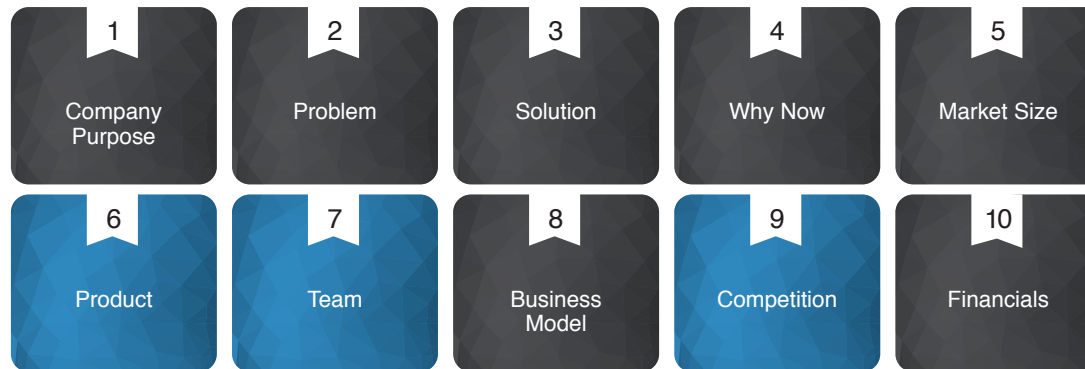 1
Company
Purpose
2
Problem
3
Solution
4
Why Now
5
Market Size
6
Product
7
Team
8
Business
Model
9
Competition
10
Financials